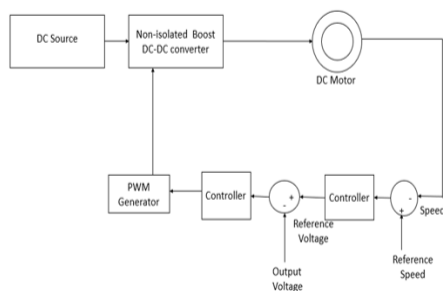 DC Source
Non-isolated Boost
DC-DC converter
DC Motor
PWM
Generator
Controller
- +
Reference
Voltage
Controller
-
+
Speed
Output
Voltage
Reference
Speed